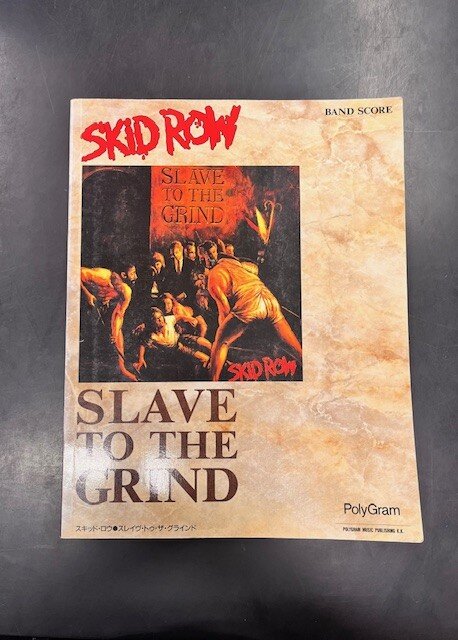 SKID ROW
BAND SCORE
SLAVE
TO THE
GRIND
SKID ROW
SLAVE
TO THE
GRIND
スキッド・ロウ●スレイヴ・トゥ・ザ・グラインド
PolyGram
POLYGRAM MUSIC PUBLISHING K.K.